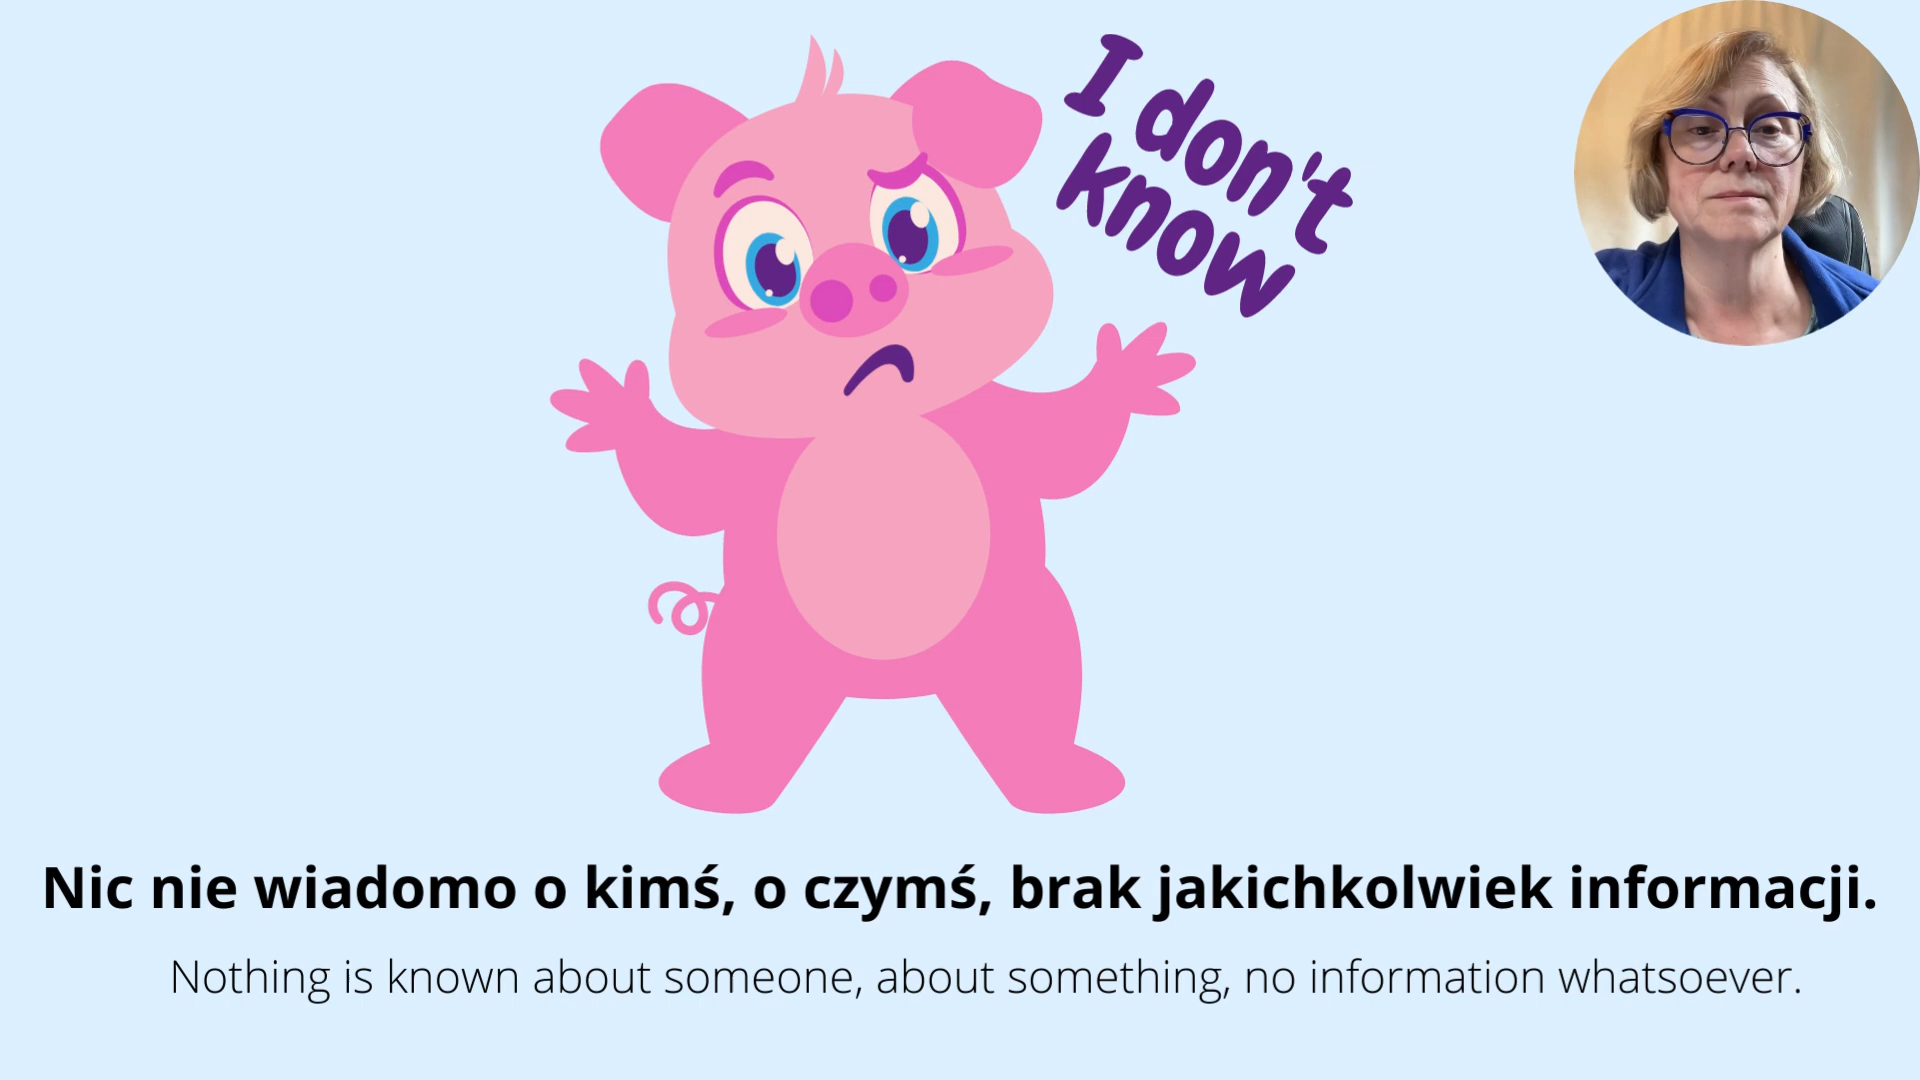 I don't
know
Nic nie wiadomo o kimś, o czymś, brak jakichkolwiek informacji.
Nothing is known about someone, about something, no information whatsoever.